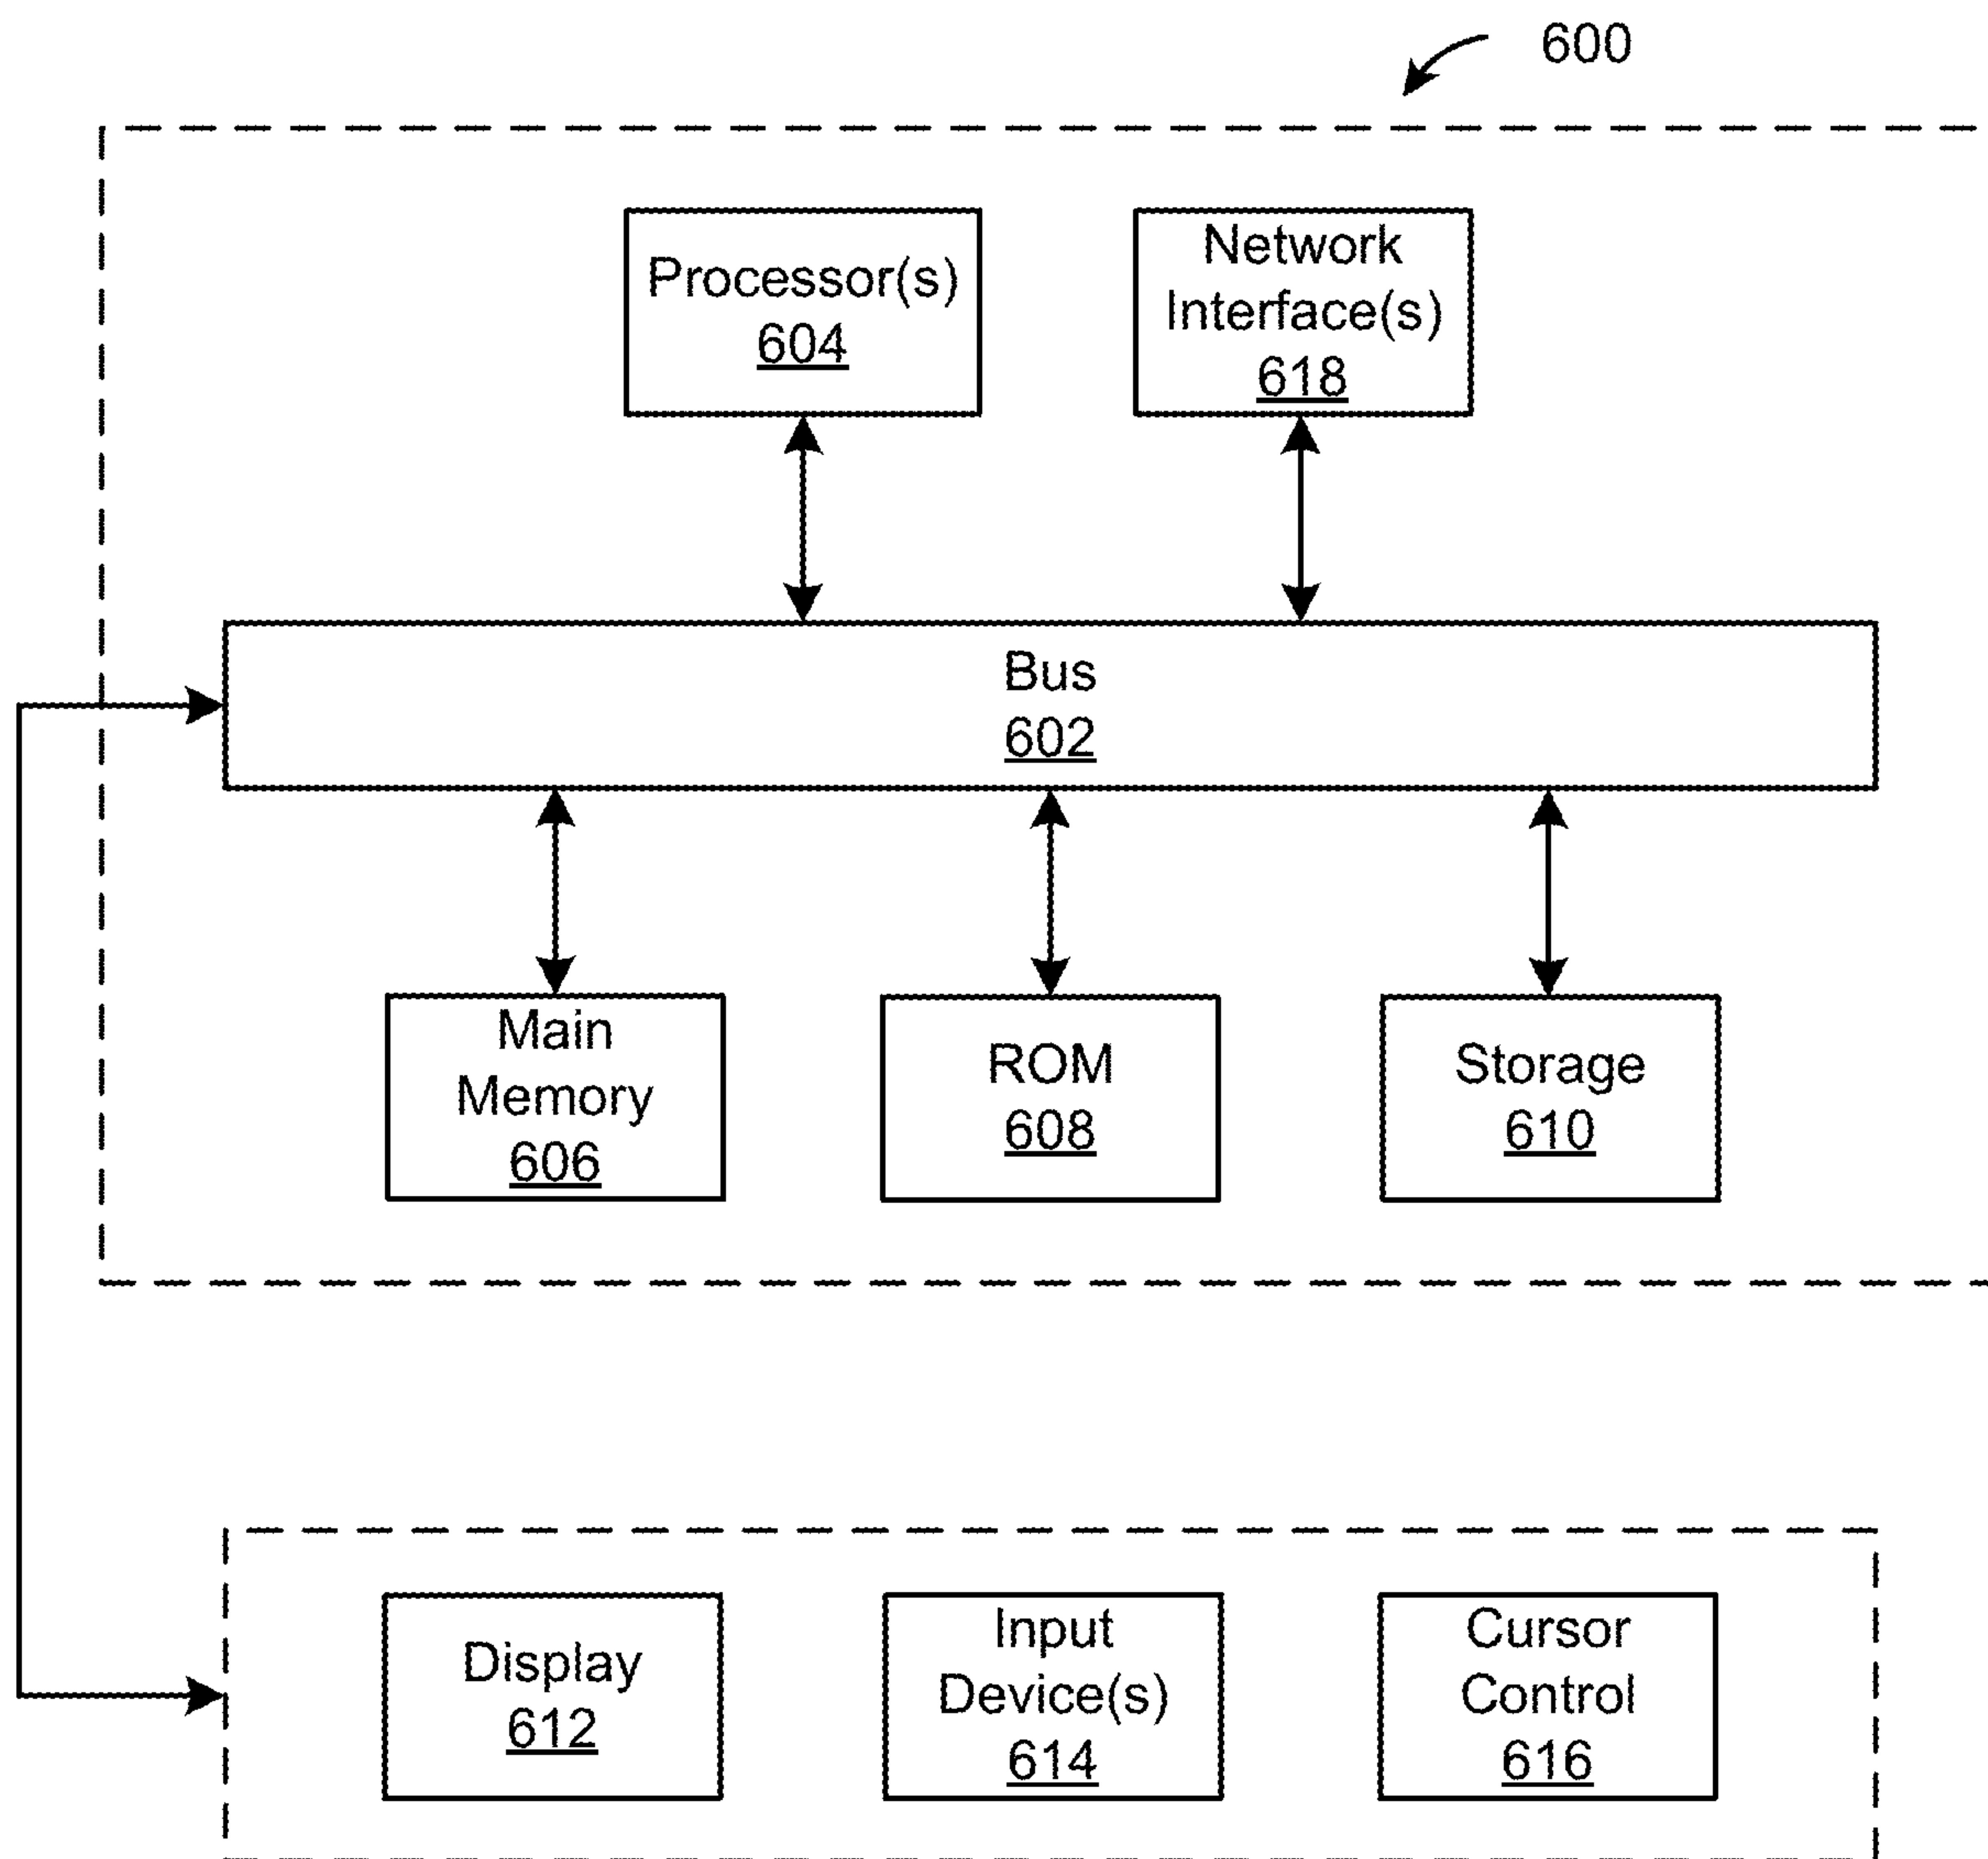 600
Processor(s)
604
Network
Interface(s)
618
Bus
602
Main
Memory
606
ROM
608
Storage
610
Display
612
Input
Device(s)
614
Cursor
Control
616